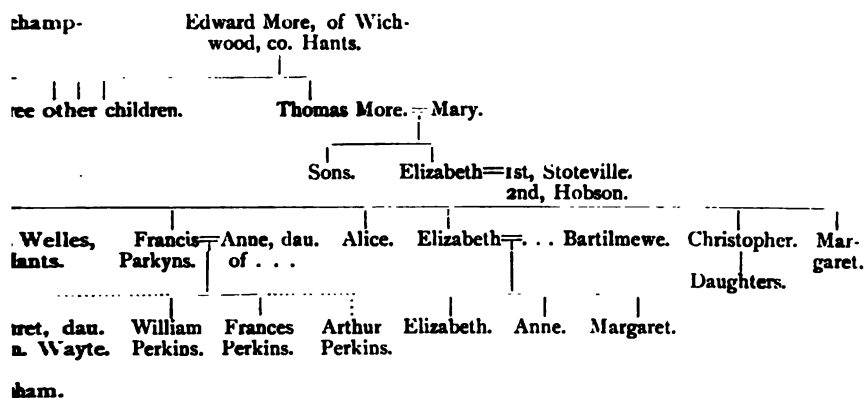 champ- Edward More, of Wich-
wood, co. Hants.
ree other children. Thomas More. = Mary.
Sons. Elizabeth=1st, Stoteville.
2nd, Hobson.
. Welles, Francis=Anne, dau. Alice. Elizabeth=. . . Bartilmewe. Christopher. Mar-
Hants. Parkyns. of . . . garet.
Daughters.
ret, dau. William Frances Arthur Elizabeth. Anne. Margaret.
n. Wayte. Perkins. Perkins. Perkins.
ham.